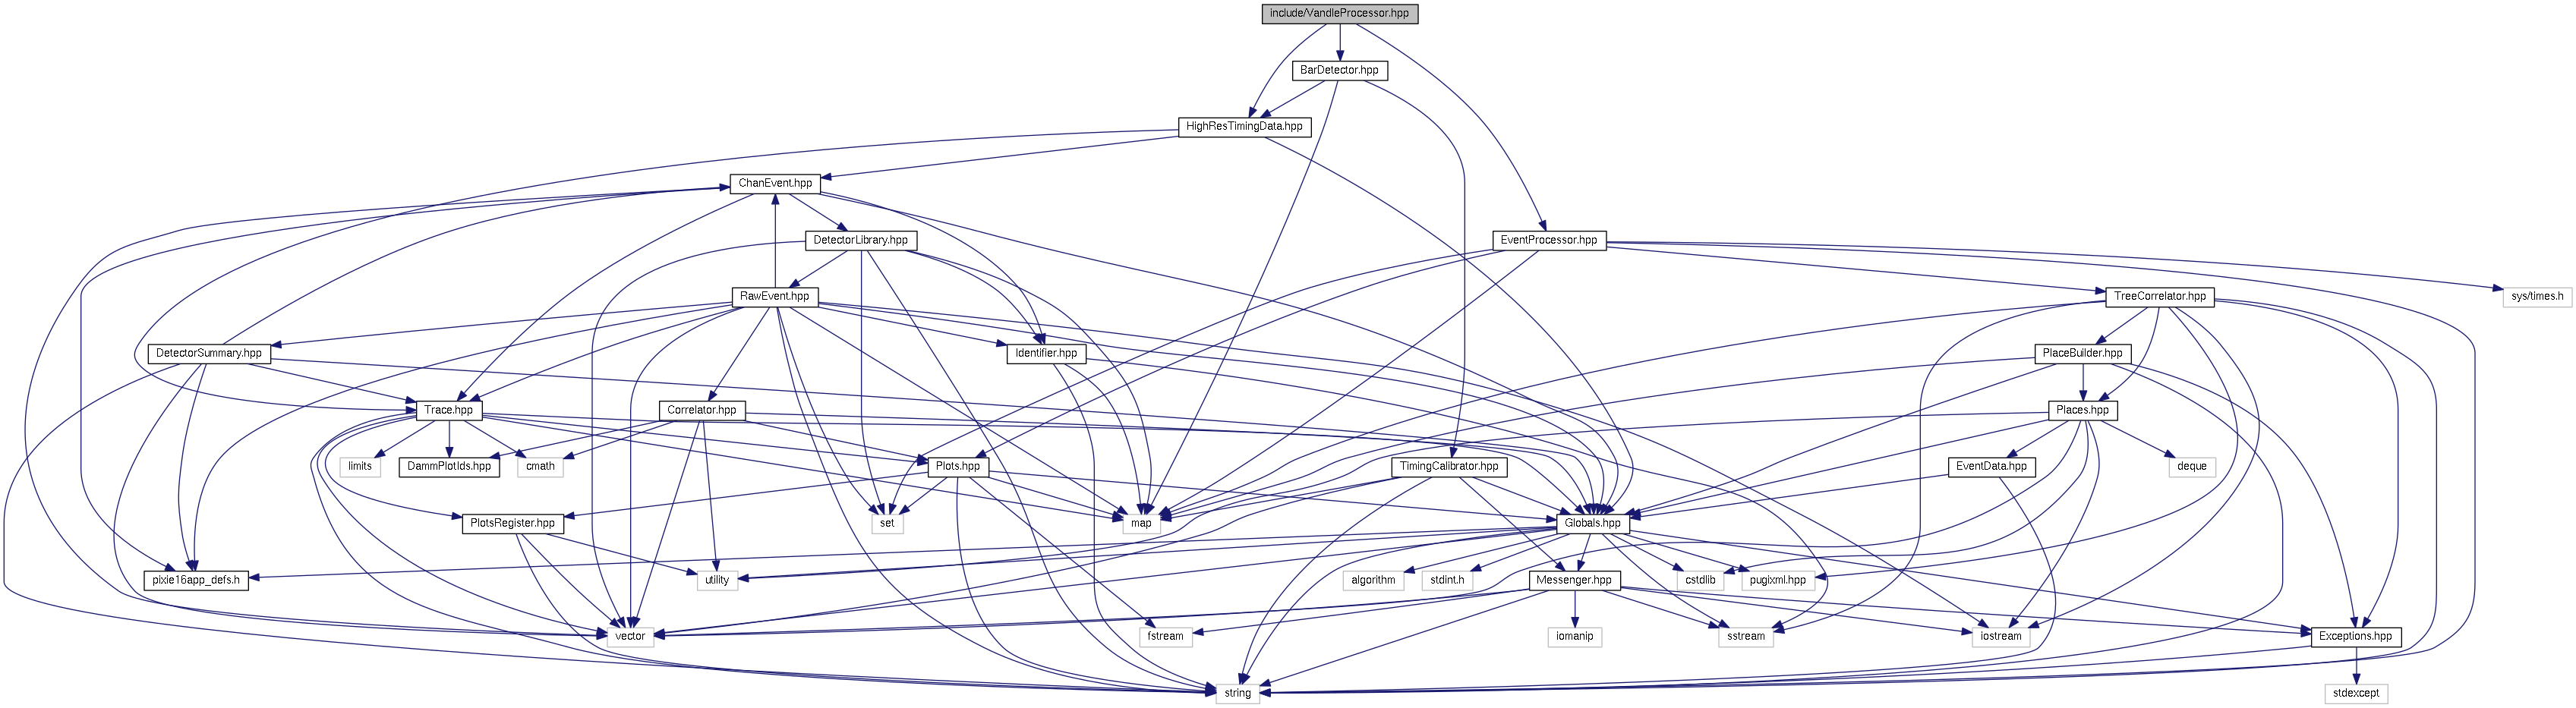 include/VandleProcessor.hpp
BarDetector.hpp
HighResTimingData.hpp
ChanEvent.hpp
DetectorLibrary.hpp
EventProcessor.hpp
RawEvent.hpp
TreeCorrelator.hpp
sys/times.h
DetectorSummary.hpp
Identifier.hpp
PlaceBuilder.hpp
Trace.hpp
Correlator.hpp
Places.hpp
limits
DammPlotIds.hpp
cmath
Plots.hpp
TimingCalibrator.hpp
EventData.hpp
deque
PlotsRegister.hpp
set
map
Globals.hpp
pixie16app_defs.h
utility
algorithm
stdint.h
Messenger.hpp
cstdlib
pugixml.hpp
vector
fstream
iomanip
sstream
iostream
Exceptions.hpp
string
stdexcept